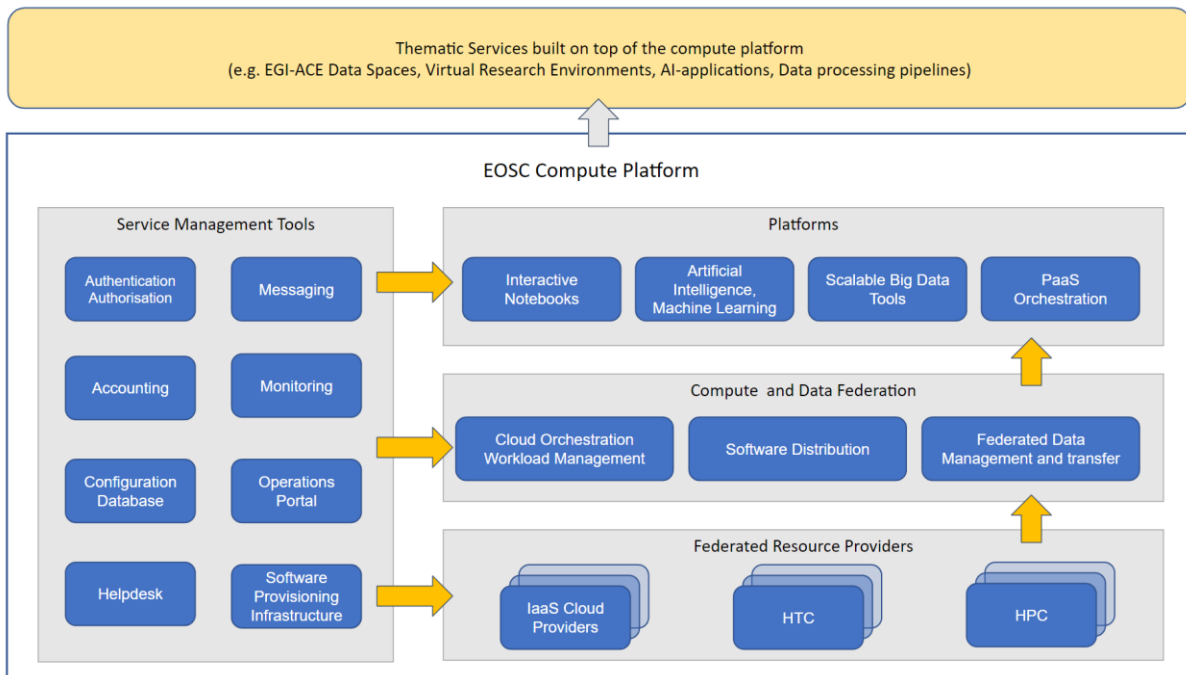 Thematic Services built on top of the compute platform
(e.g. EGI-ACE Data Spaces, Virtual Research Environments, AI-applications, Data processing pipelines)
EOSC Compute Platform
Service Management Tools
Authentication
Authorisation
Messaging
Accounting
Monitoring
Configuration
Database
Operations
Portal
Helpdesk
Software
Provisioning
Infrastructure
Platforms
Interactive
Notebooks
Artificial
Intelligence,
Machine Learning
Scalable Big Data
Tools
PaaS
Orchestration
Compute and Data Federation
Cloud Orchestration
Workload Management
Software Distribution
Federated Data
Management and transfer
Federated Resource Providers
IaaS Cloud
Providers
HTC
HPC